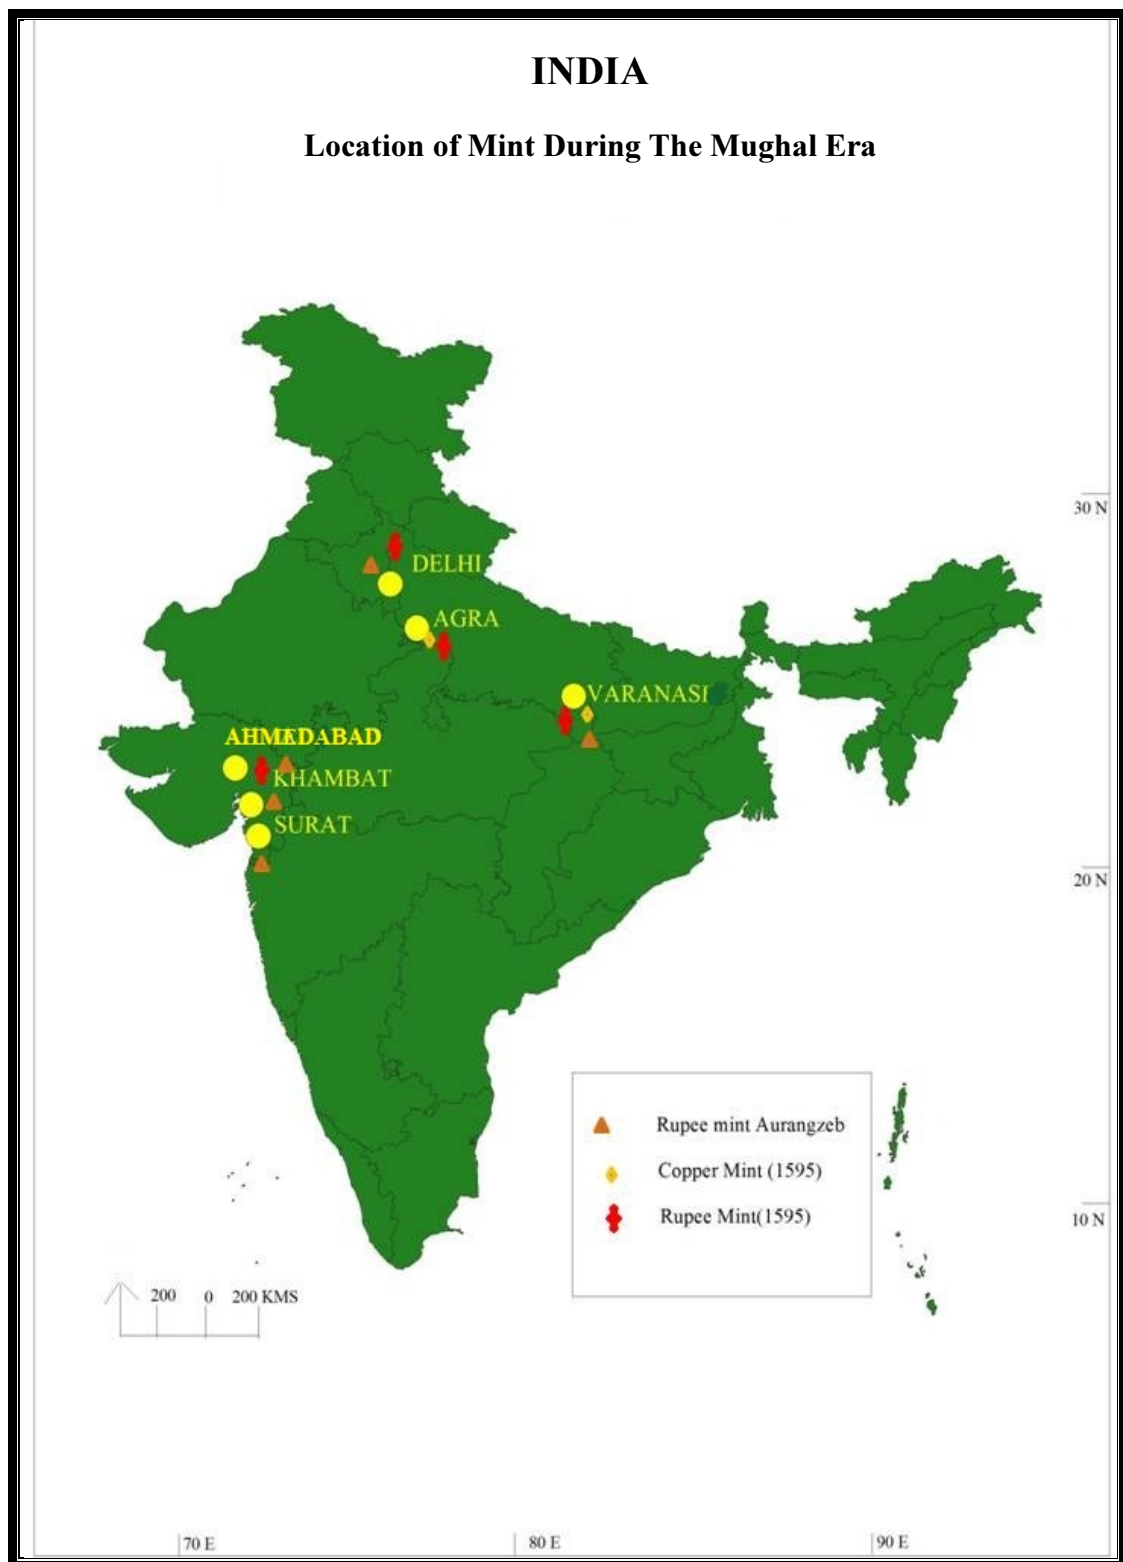 INDIA
Location of Mint During The Mughal Era
30 N
DELHI
AGRA
VARANASI
AHMEDABAD
KHAMBAT
SURAT
20 N
Rupee mint Aurangzeb
Copper Mint (1595)
Rupee Mint(1595)
10 N
200 0 200 KMS
70 E 80 E 90 E